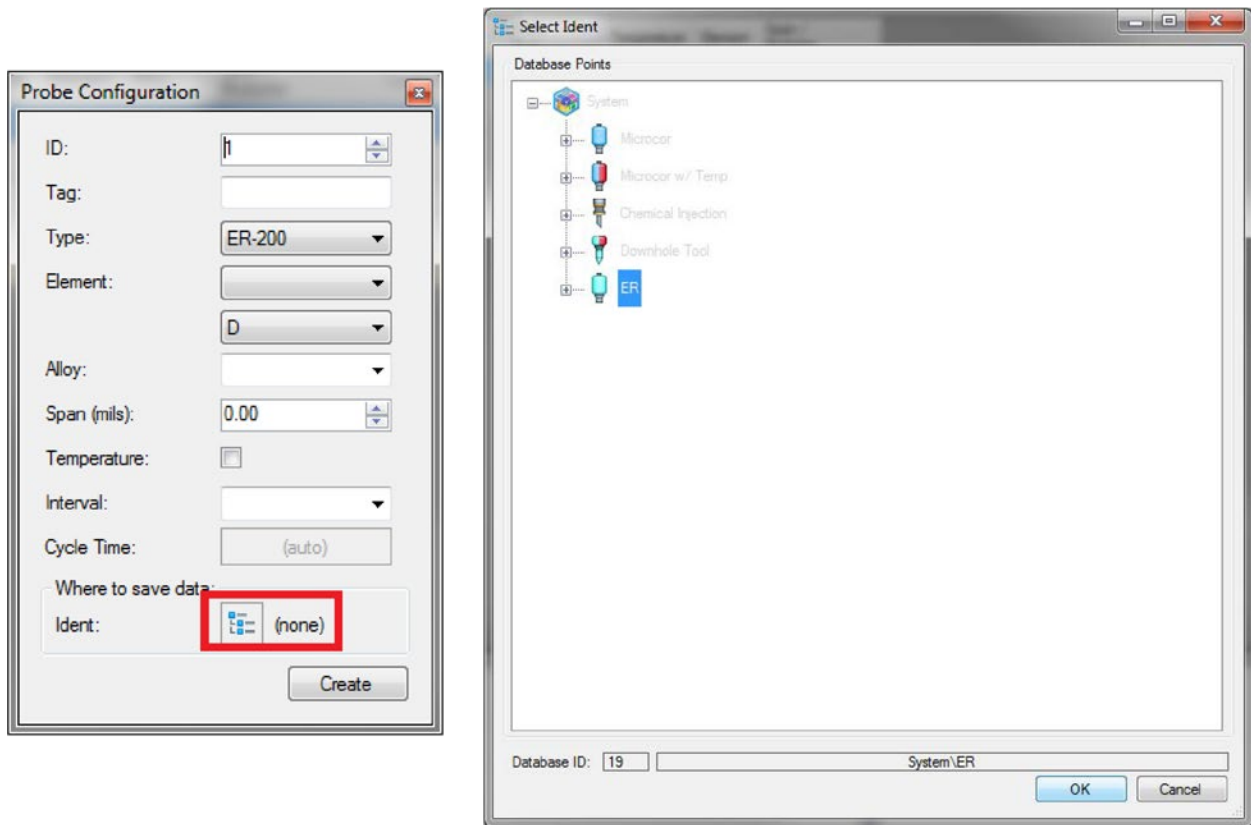 Probe Configuration
ID: 1
Tag:
Type: ER-200
Element:
D
Alloy:
Span (mils): 0.00
Temperature:
Interval:
Cycle Time: (auto)
Where to save data:
Ident: (none)
Create
Select Ident
Database Points
System
Microcor
Microcor w/ Temp
Chemical Injection
Downhole Tool
ER
Database ID: 19 System\ER
OK Cancel